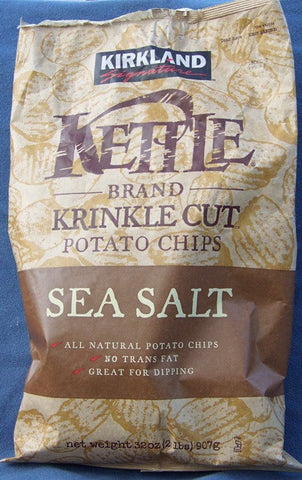 KIRKLAND
Signature
KETTLE
BRAND
KRINKLE CUT
POTATO CHIPS
SEA SALT
ALL NATURAL POTATO CHIPS
NO TRANS FAT
GREAT FOR DIPPING
net weight 32oz (2 lbs) 907g